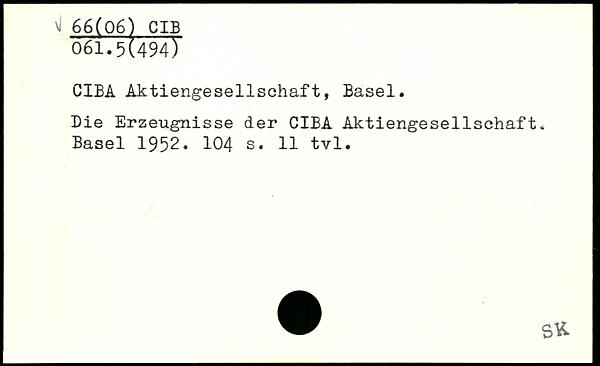 √ 66(06) CIB
061.5(494)
CIBA Aktiengesellschaft, Basel.
Die Erzeugnisse der CIBA Aktiengesellschaft.
Basel 1952. 104 s. 11 tvl.
SK